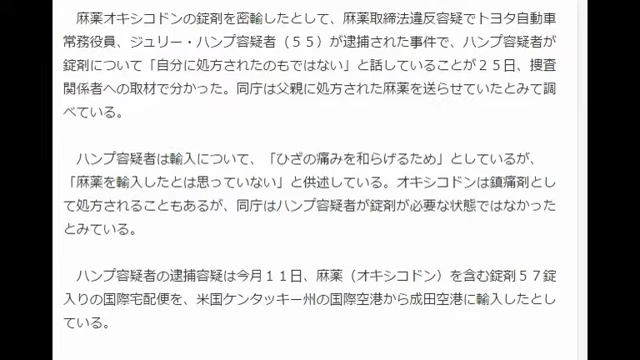 麻薬オキシコドンの錠剤を密輸したとして、麻薬取締法違反容疑でトヨタ自動車
常務役員、ジュリー・ハンプ容疑者（５５）が逮捕された事件で、ハンプ容疑者が
錠剤について「自分に処方されたのもではない」と話していることが２５日、捜査
関係者への取材で分かった。同庁は父親に処方された麻薬を送らせていたとみて調
べている。
ハンプ容疑者は輸入について、「ひざの痛みを和らげるため」としているが、
「麻薬を輸入したとは思っていない」と供述している。オキシコドンは鎮痛剤とし
て処方されることもあるが、同庁はハンプ容疑者が錠剤が必要な状態ではなかった
とみている。
ハンプ容疑者の逮捕容疑は今月１１日、麻薬（オキシコドン）を含む錠剤５７錠
入りの国際宅配便を、米国ケンタッキー州の国際空港から成田空港に輸入したとし
ている。